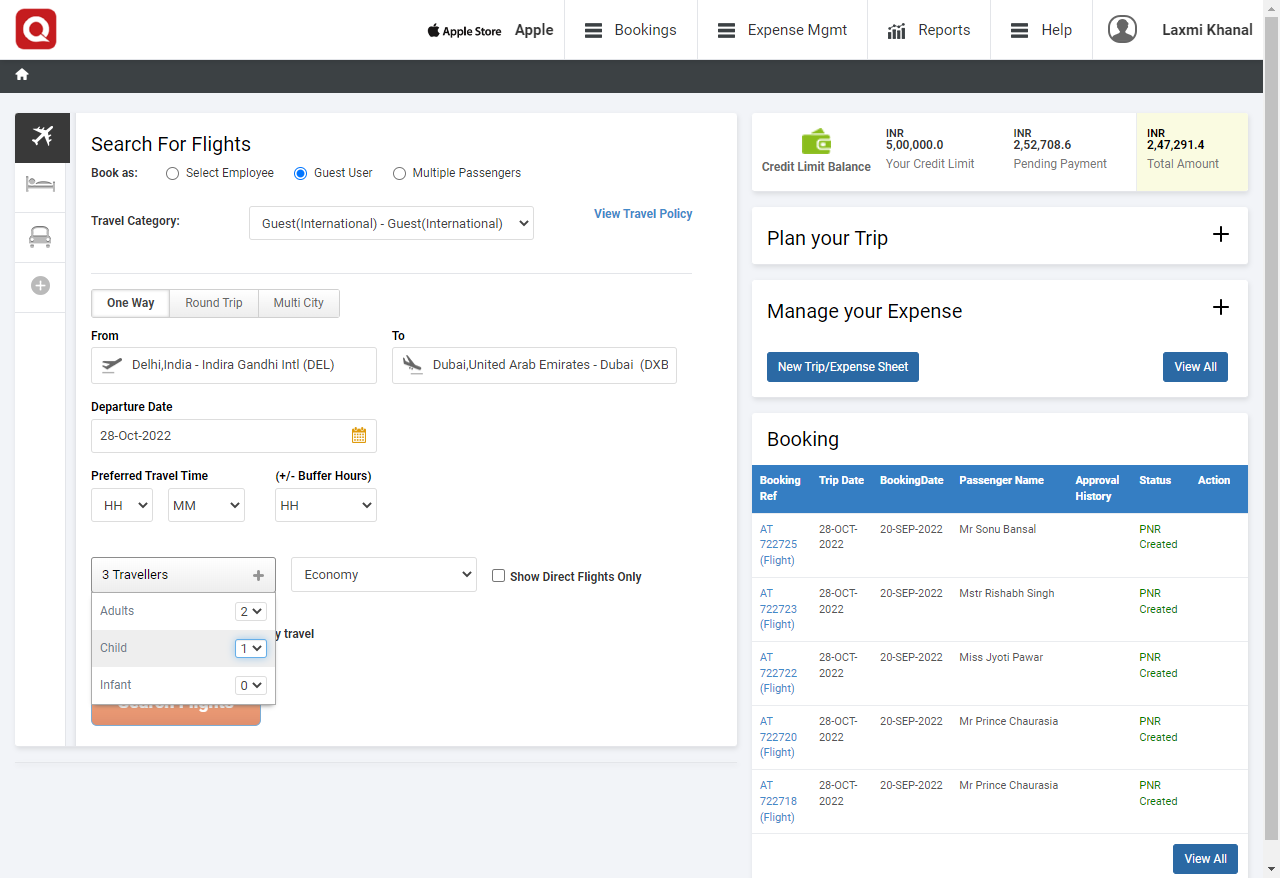 Q
Apple Store Apple
Bookings
Expense Mgmt
Reports
Help
Laxmi Khanal
Search For Flights
Book as:
Select Employee
Guest User
Multiple Passengers
Travel Category:
Guest(International) - Guest(International)
View Travel Policy
One Way
Round Trip
Multi City
From
To
Delhi,India - Indira Gandhi Intl (DEL)
Dubai,United Arab Emirates - Dubai (DXB
Departure Date
28-Oct-2022
Preferred Travel Time
(+/- Buffer Hours)
HH
MM
HH
3 Travellers
Economy
Show Direct Flights Only
Adults
2
Child
1
Infant
0
y travel
Search Flights
Credit Limit Balance
INR
5,00,000.0
Your Credit Limit
INR
2,52,708.6
Pending Payment
INR
2,47,291.4
Total Amount
Plan your Trip
Manage your Expense
New Trip/Expense Sheet
View All
Booking
Booking Trip Date BookingDate Passenger Name Approval Status Action
Ref History
AT 28-OCT- 20-SEP-2022 Mr Sonu Bansal PNR
722725 2022 Created
(Flight)
AT 28-OCT- 20-SEP-2022 Mstr Rishabh Singh PNR
722723 2022 Created
(Flight)
AT 28-OCT- 20-SEP-2022 Miss Jyoti Pawar PNR
722722 2022 Created
(Flight)
AT 28-OCT- 20-SEP-2022 Mr Prince Chaurasia PNR
722720 2022 Created
(Flight)
AT 28-OCT- 20-SEP-2022 Mr Prince Chaurasia PNR
722718 2022 Created
(Flight)
View All